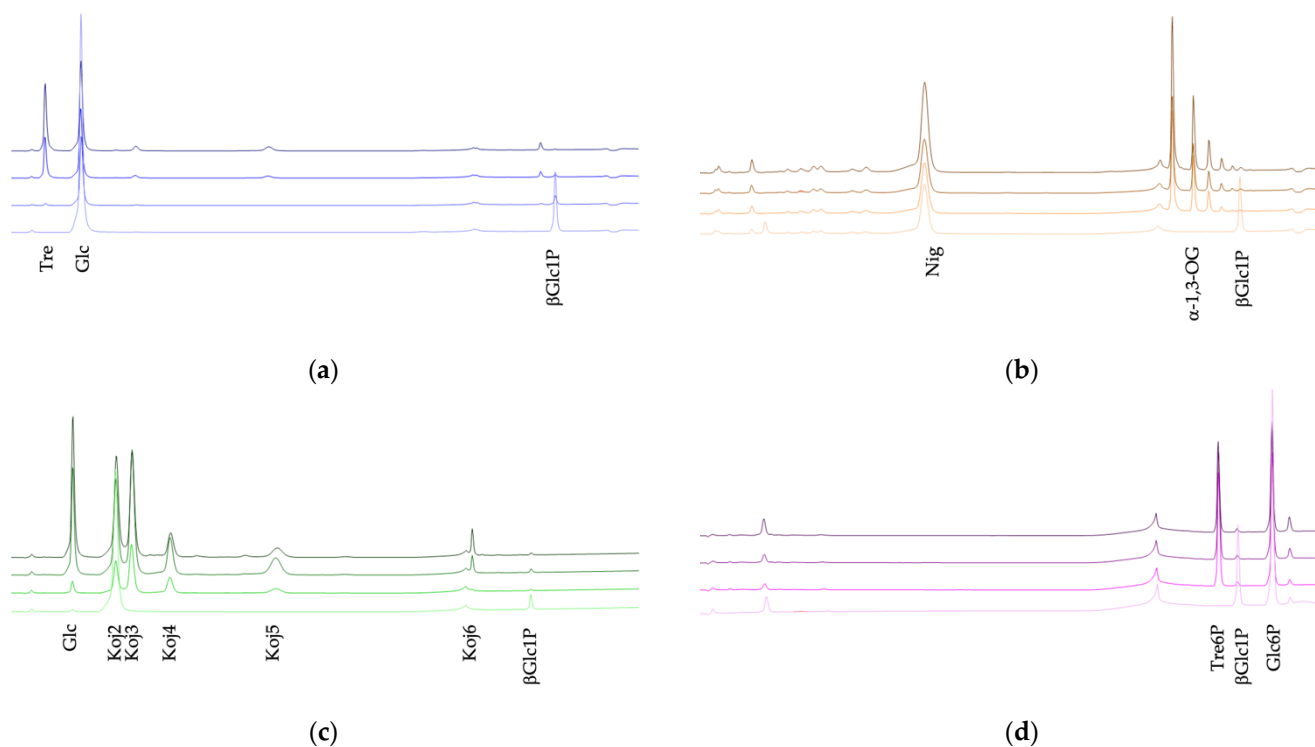 Tre
Glc
βGlc1P
(a)
Nig
α-1,3-OG
βGlc1P
(b)
Glc
Koj2
Koj3
Koj4
Koj5
Koj6
βGlc1P
(c)
Tre6P
βGlc1P
Glc6P
(d)